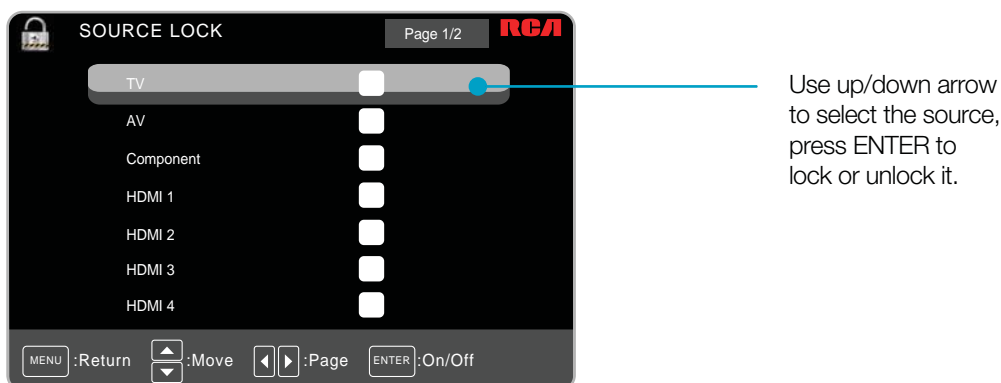 SOURCE LOCK
Page 1/2
RCA
TV
AV
Component
HDMI 1
HDMI 2
HDMI 3
HDMI 4
MENU :Return :Move :Page ENTER :On/Off
Use up/down arrow
to select the source,
press ENTER to
lock or unlock it.